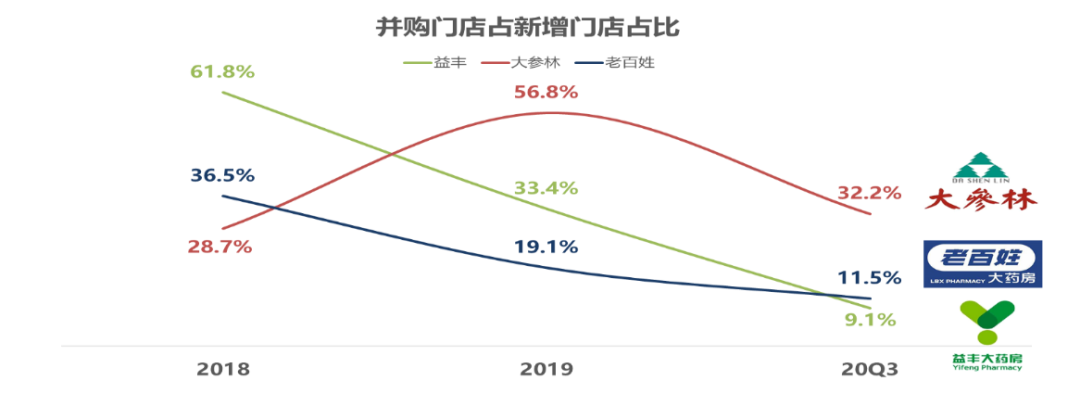 并购门店占新增门店占比
益丰 大参林 老百姓
61.8%
56.8%
36.5%
33.4%
32.2%
28.7%
19.1%
11.5%
9.1%
DR SHEN LIN
大參林
老百姓
LBX PHARMACY 大药房
益丰大药房
Yifeng Pharmacy
2018 2019 20Q3